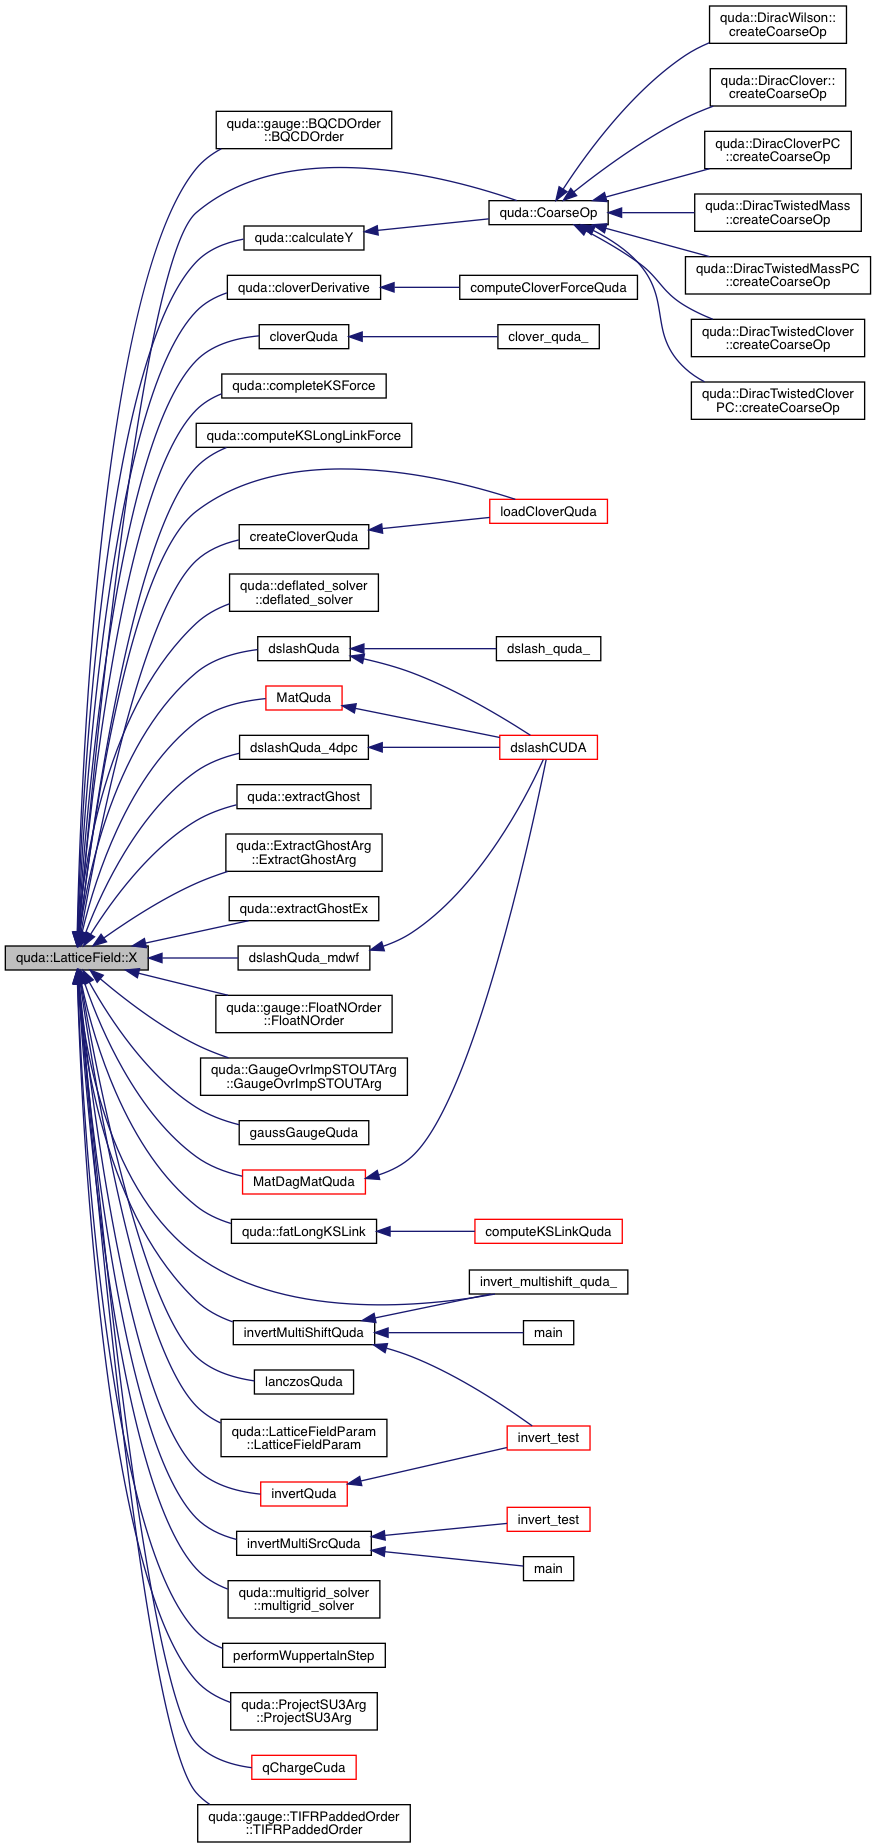 quda::DiracWilson::
createCoarseOp
quda::DiracClover::
createCoarseOp
quda::gauge::BQCDOrder
::BQCDOrder
quda::DiracCloverPC
::createCoarseOp
quda::CoarseOp
quda::DiracTwistedMass
::createCoarseOp
quda::calculateY
quda::DiracTwistedMassPC
::createCoarseOp
quda::cloverDerivative
computeCloverForceQuda
cloverQuda
clover_quda_
quda::DiracTwistedClover
::createCoarseOp
quda::completeKSForce
quda::DiracTwistedClover
PC::createCoarseOp
quda::computeKSLongLinkForce
loadCloverQuda
createCloverQuda
quda::deflated_solver
::deflated_solver
dslashQuda
dslash_quda_
MatQuda
dslashQuda_4dpc
dslashCUDA
quda::extractGhost
quda::ExtractGhostArg
::ExtractGhostArg
quda::extractGhostEx
quda::LatticeField::X
dslashQuda_mdwf
quda::gauge::FloatNOrder
::FloatNOrder
quda::GaugeOvrImpSTOUTArg
::GaugeOvrImpSTOUTArg
gaussGaugeQuda
MatDagMatQuda
quda::fatLongKSLink
computeKSLinkQuda
invert_multishift_quda_
invertMultiShiftQuda
main
lanczosQuda
quda::LatticeFieldParam
::LatticeFieldParam
invert_test
invertQuda
invert_test
invertMultiSrcQuda
main
quda::multigrid_solver
::multigrid_solver
performWuppertalnStep
quda::ProjectSU3Arg
::ProjectSU3Arg
qChargeCuda
quda::gauge::TIFRPaddedOrder
::TIFRPaddedOrder